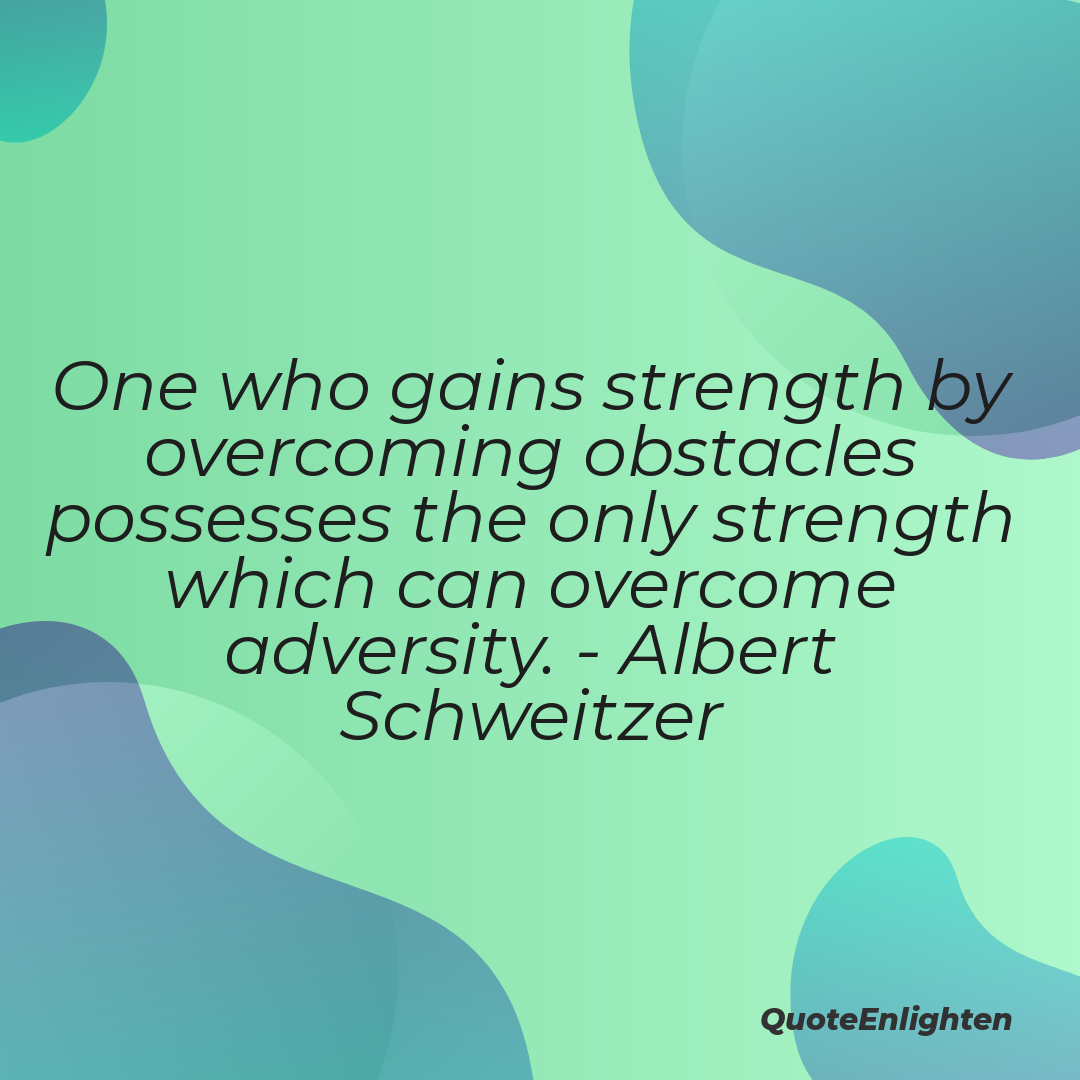 One who gains strength by
overcoming obstacles
possesses the only strength
which can overcome
adversity. - Albert
Schweitzer
QuoteEnlighten